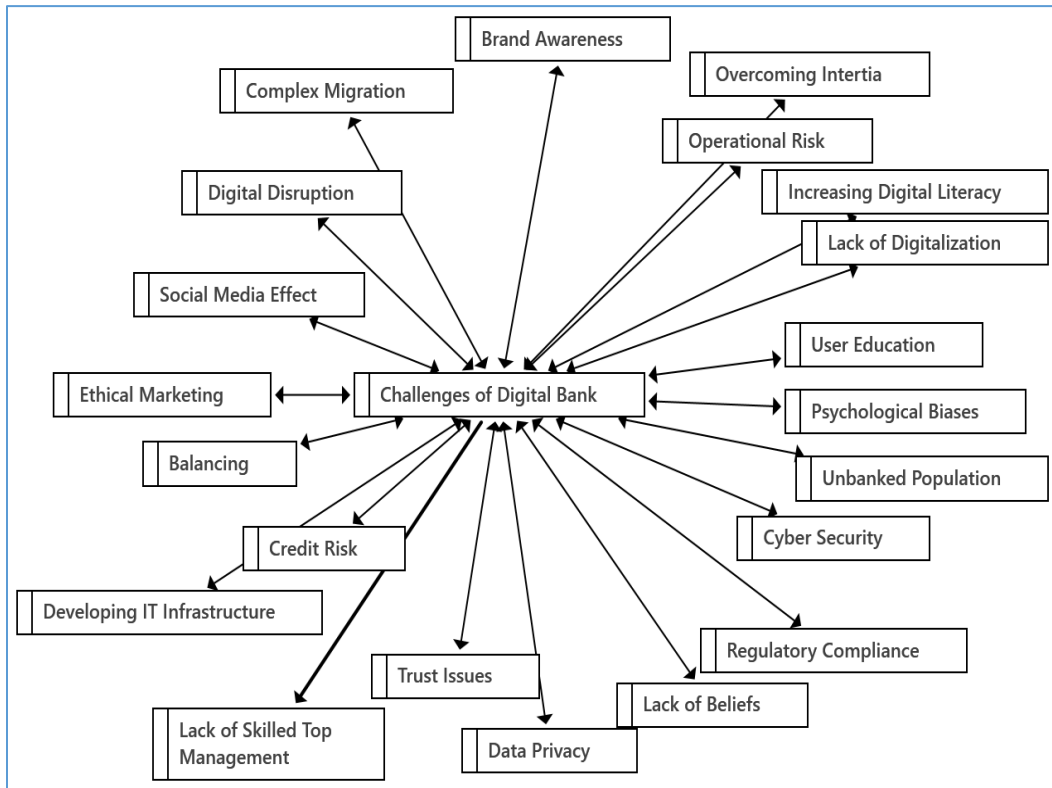 Brand Awareness
Overcoming Intertia
Complex Migration
Operational Risk
Digital Disruption
Increasing Digital Literacy
Lack of Digitalization
Social Media Effect
User Education
Ethical Marketing
Challenges of Digital Bank
Psychological Biases
Balancing
Unbanked Population
Credit Risk
Cyber Security
Developing IT Infrastructure
Regulatory Compliance
Trust Issues
Lack of Beliefs
Lack of Skilled Top
Management
Data Privacy